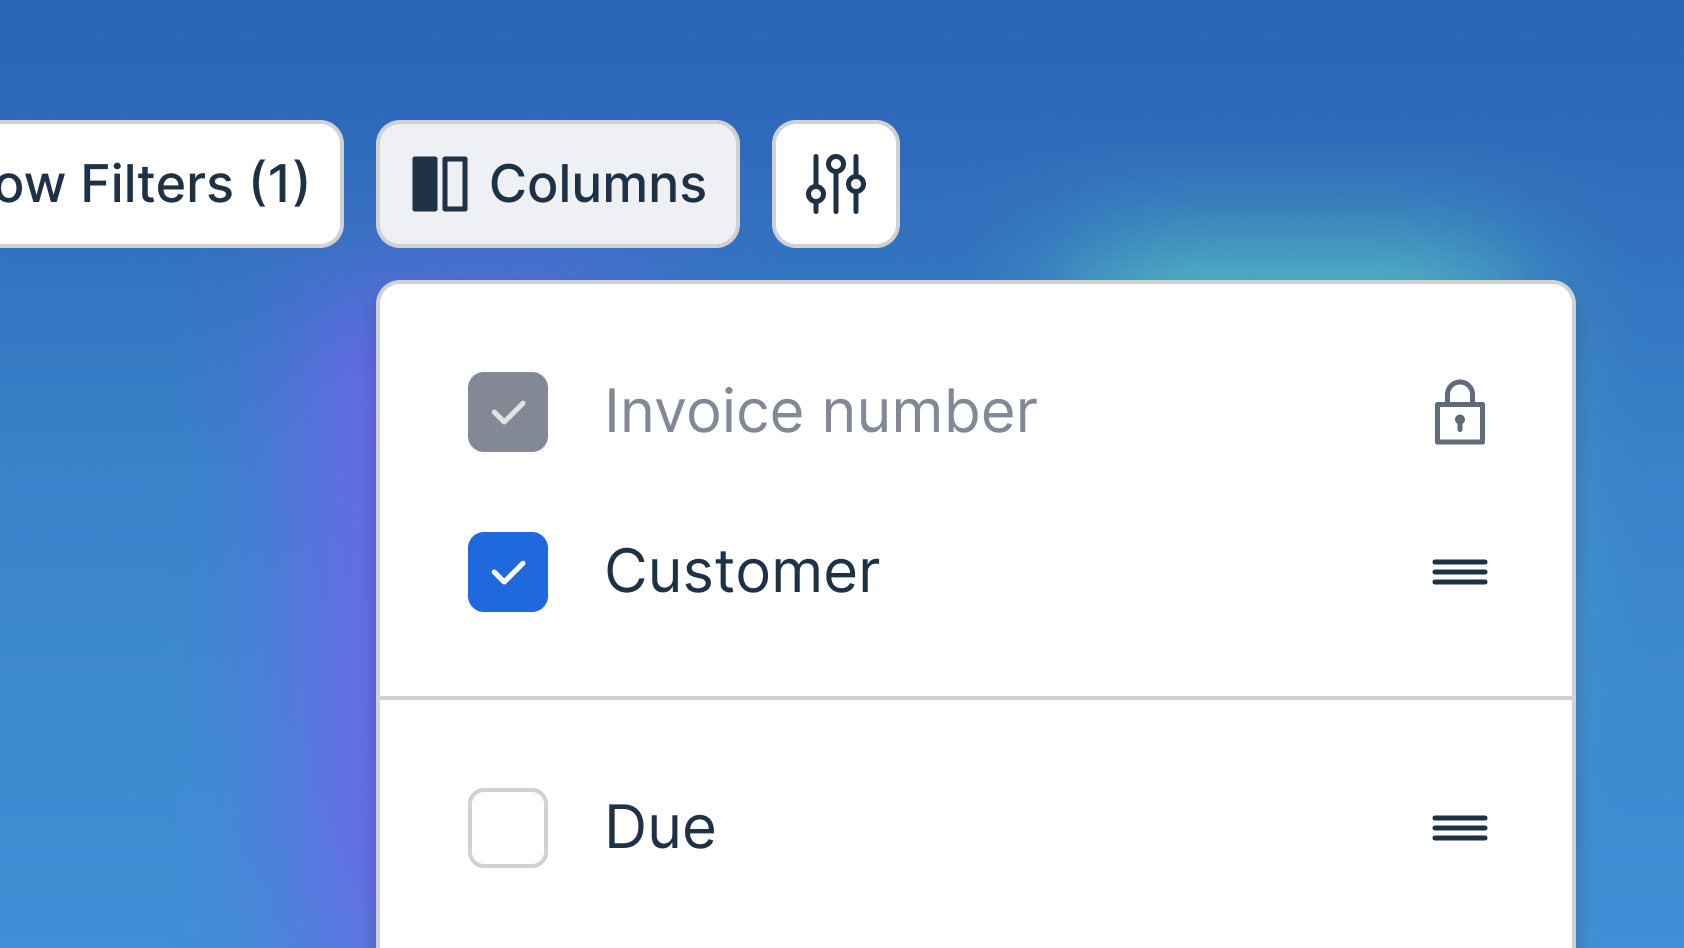 ow Filters (1)
Columns
Invoice number
Customer
Due